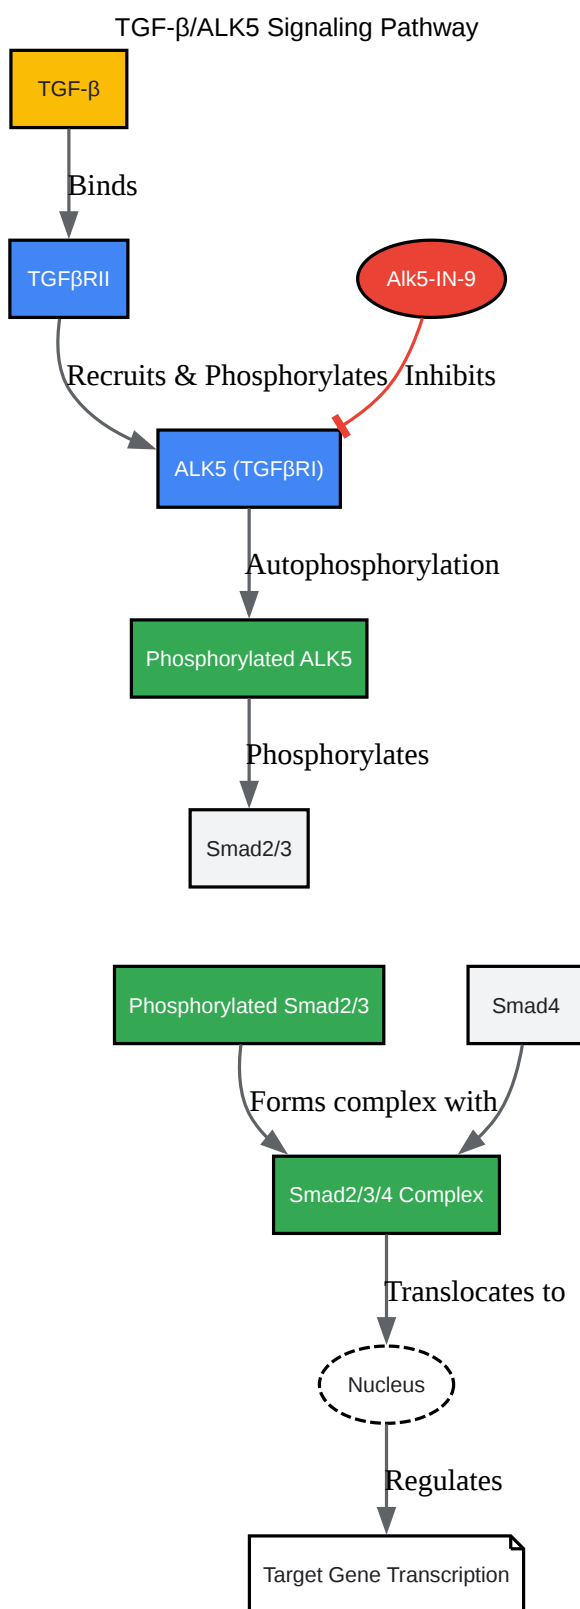 TGF-β/ALK5 Signaling Pathway
TGF-β
Binds
TGFβRII
Alk5-IN-9
Recruits & Phosphorylates
Inhibits
ALK5 (TGFβRI)
Autophosphorylation
Phosphorylated ALK5
Phosphorylates
Smad2/3
Phosphorylated Smad2/3
Smad4
Forms complex with
Smad2/3/4 Complex
Translocates to
Nucleus
Regulates
Target Gene Transcription